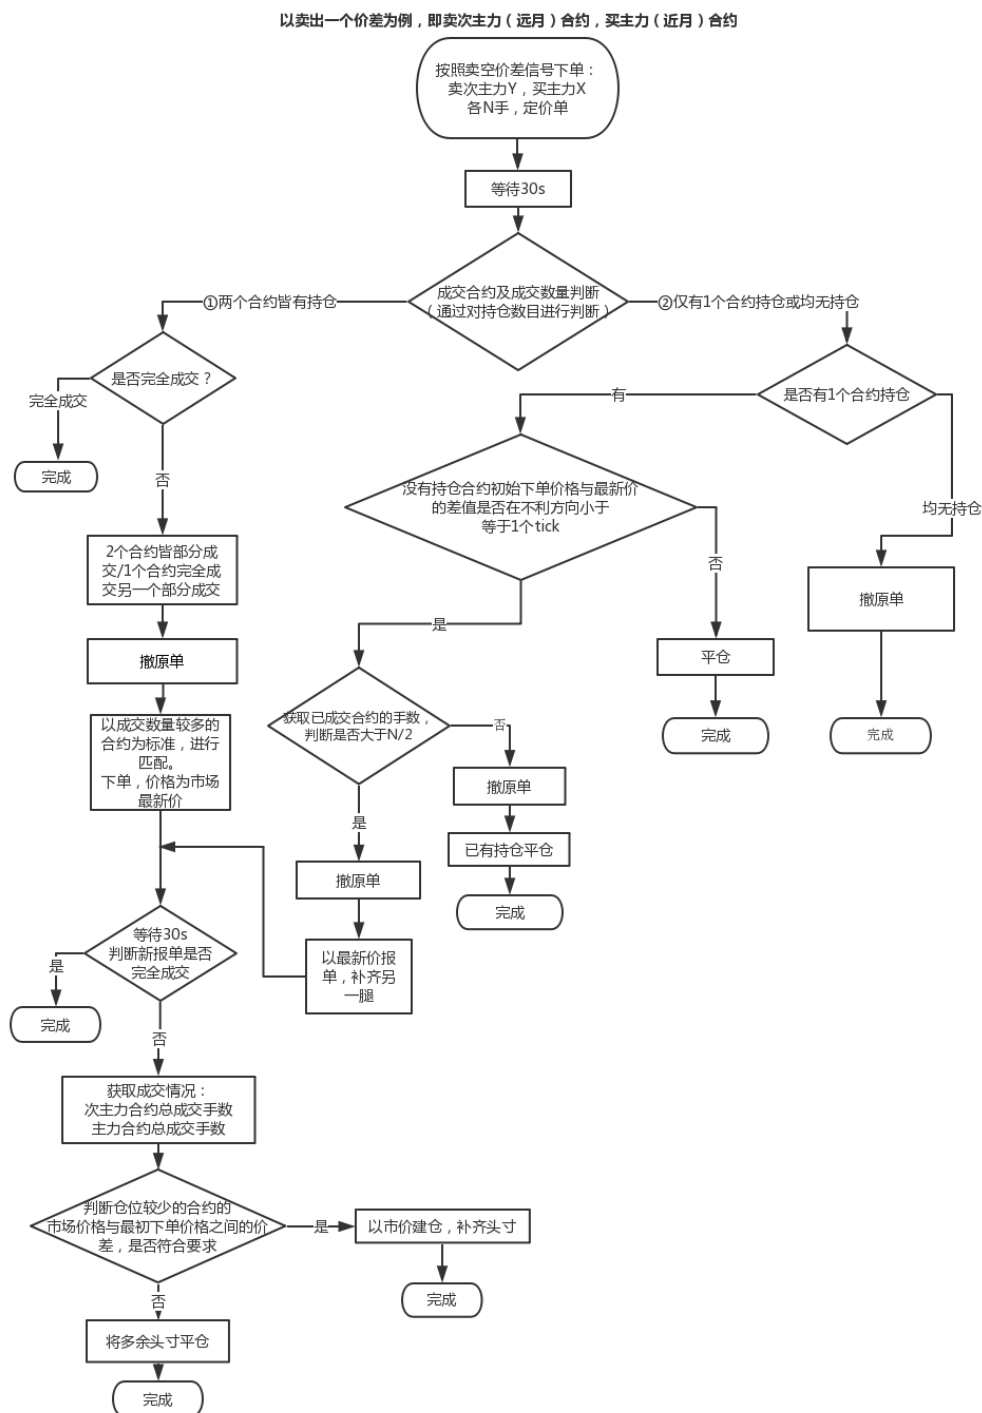 以卖出一个价差为例，即卖次主力（远月）合约，买主力（近月）合约
按照卖空价差信号下单：
卖次主力Y，买主力X
各N手，定价单
等待30s
成交合约及成交数量判断
（通过对持仓数目进行判断）
①两个合约皆有持仓
②仅有1个合约持仓或均无持仓
是否完全成交？
完全成交
完成
否
2个合约皆部分成
交/1个合约完全成
交另一个部分成交
撤原单
以成交数量较多的
合约为标准，进行
匹配。
下单，价格为市场
最新价
等待30s
判断新报单是否
完全成交
是
完成
否
获取成交情况：
次主力合约总成交手数
主力合约总成交手数
判断仓位较少的合约的
市场价格与最初下单价格之间的价
差，是否符合要求
是
以市价建仓，补齐头寸
完成
否
将多余头寸平仓
完成
是否有1个合约持仓
有
没有持仓合约初始下单价格与最新价
的差值是否在不利方向小于
等于1个tick
是
获取已成交合约的手数，
判断是否大于N/2
是
撤原单
以最新价报
单，补齐另
一腿
否
撤原单
已有持仓平仓
完成
否
平仓
完成
均无持仓
撤原单
完成